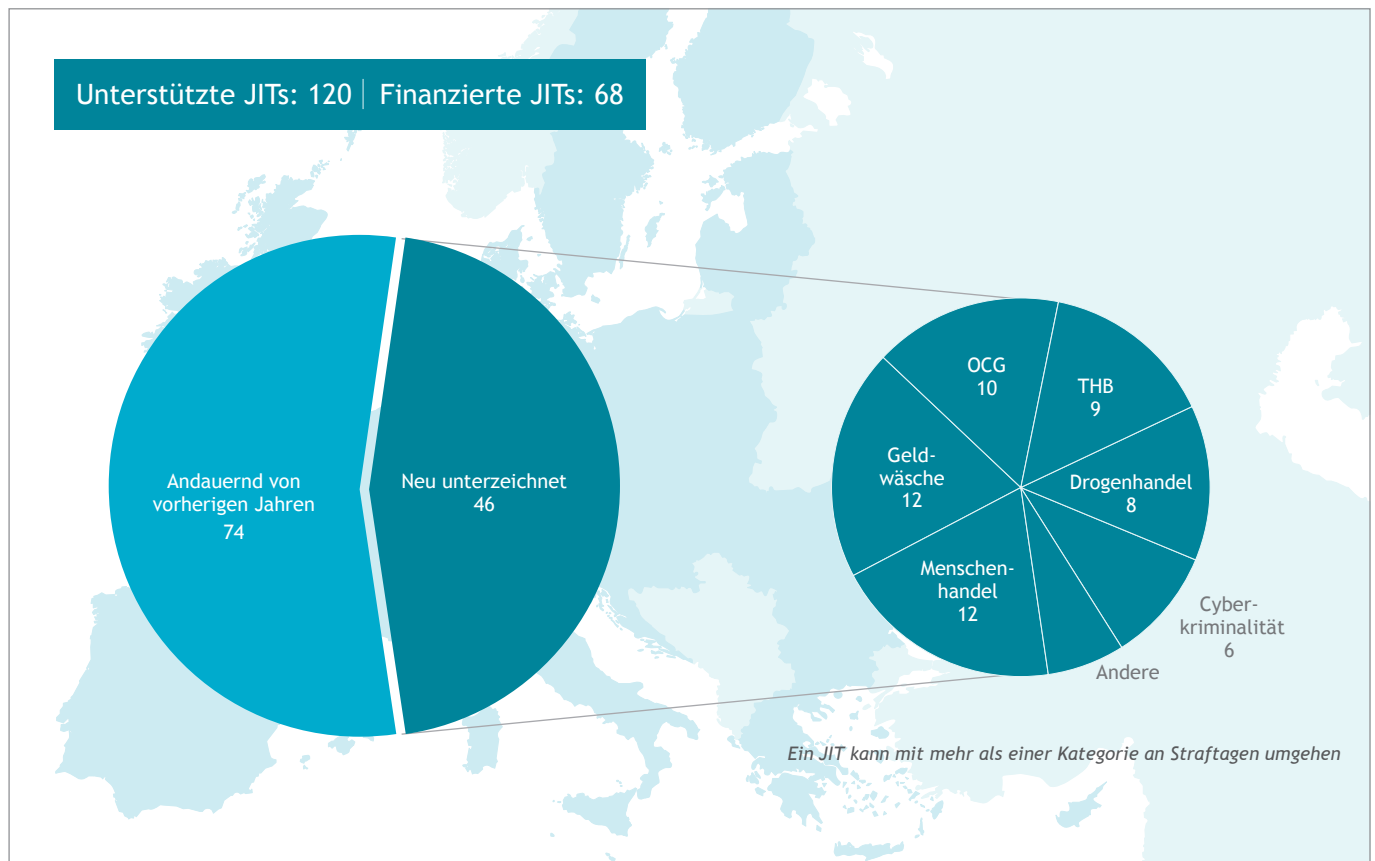 Unterstützte JITs: 120 | Finanzierte JITs: 68
Andauernd von
vorherigen Jahren
74
Neu unterzeichnet
46
OCG
10
THB
9
Geld-
wäsche
12
Drogenhandel
8
Menschen-
handel
12
Cyber-
kriminalität
6
Andere
Ein JIT kann mit mehr als einer Kategorie an Straftagen umgehen